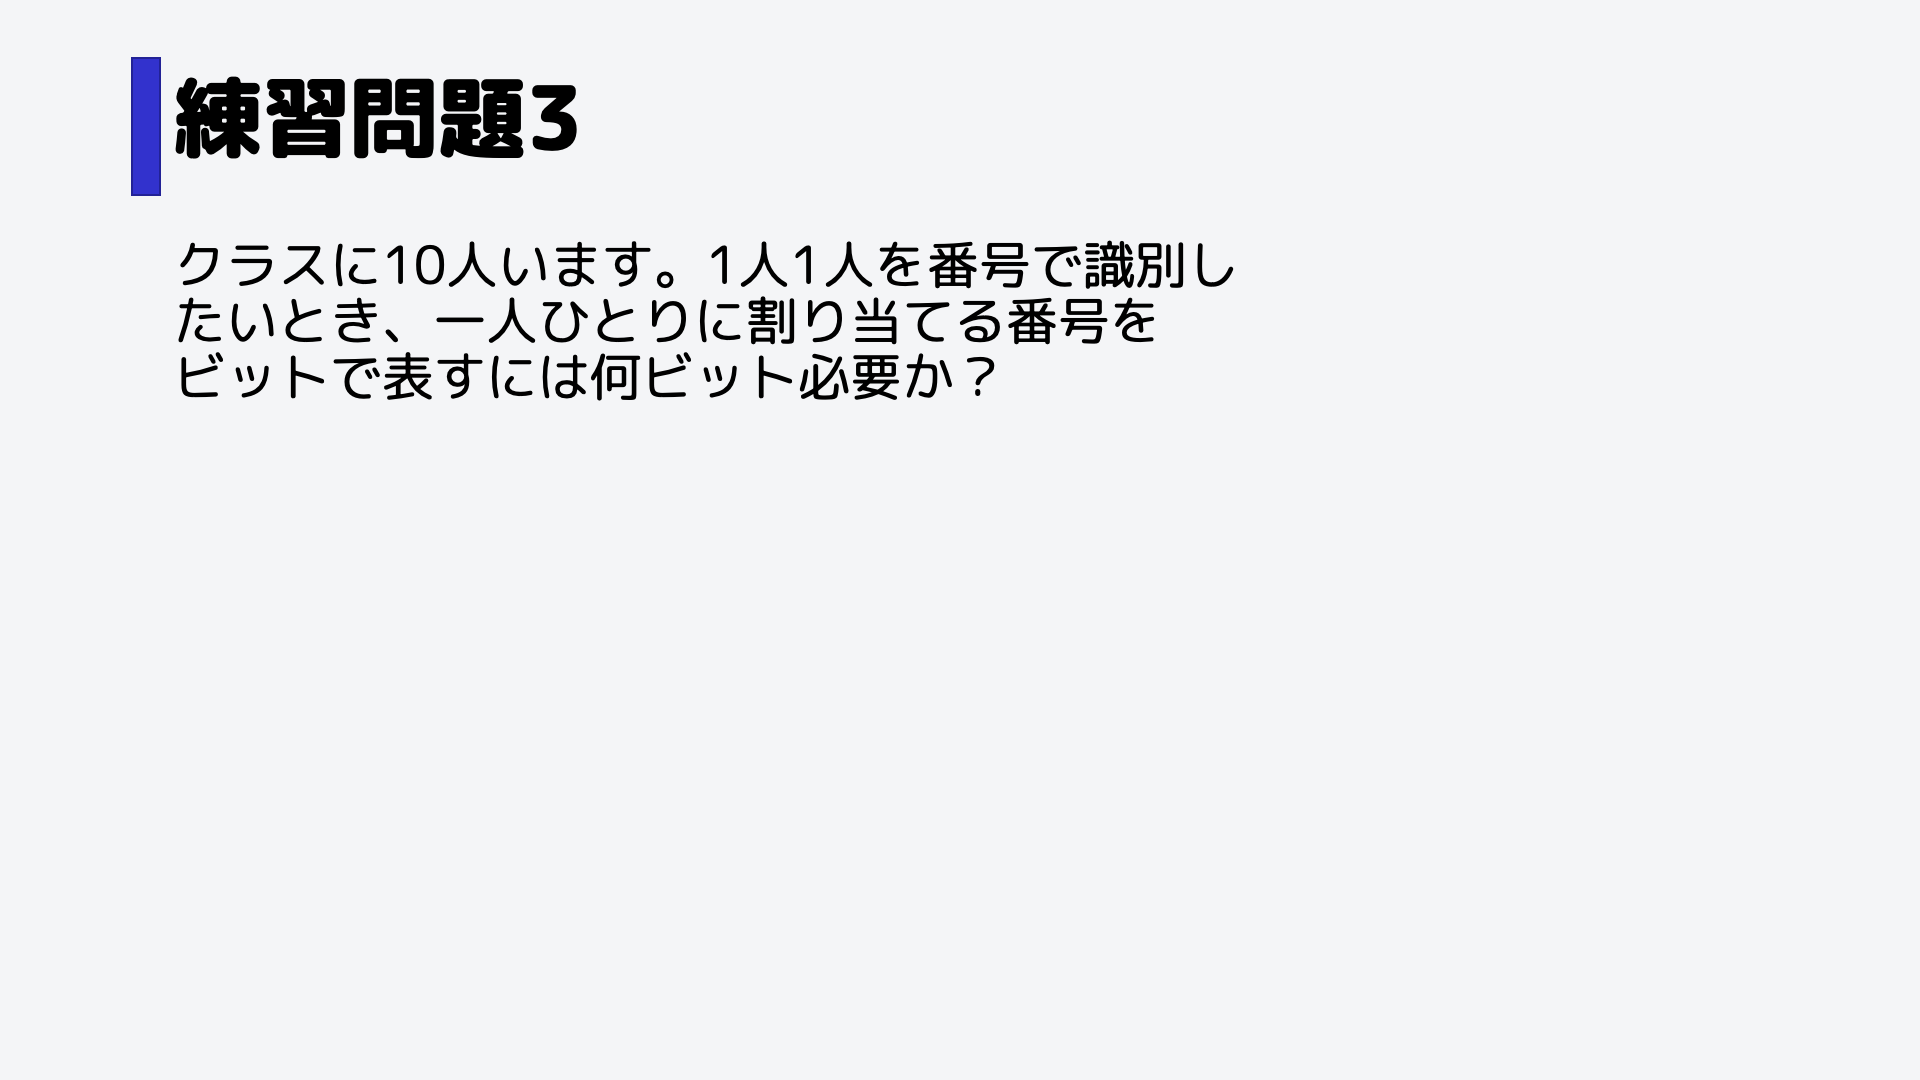 練習問題3
クラスに10人います。1人1人を番号で識別し
たいとき、一人ひとりに割り当てる番号を
ビットで表すには何ビット必要か？